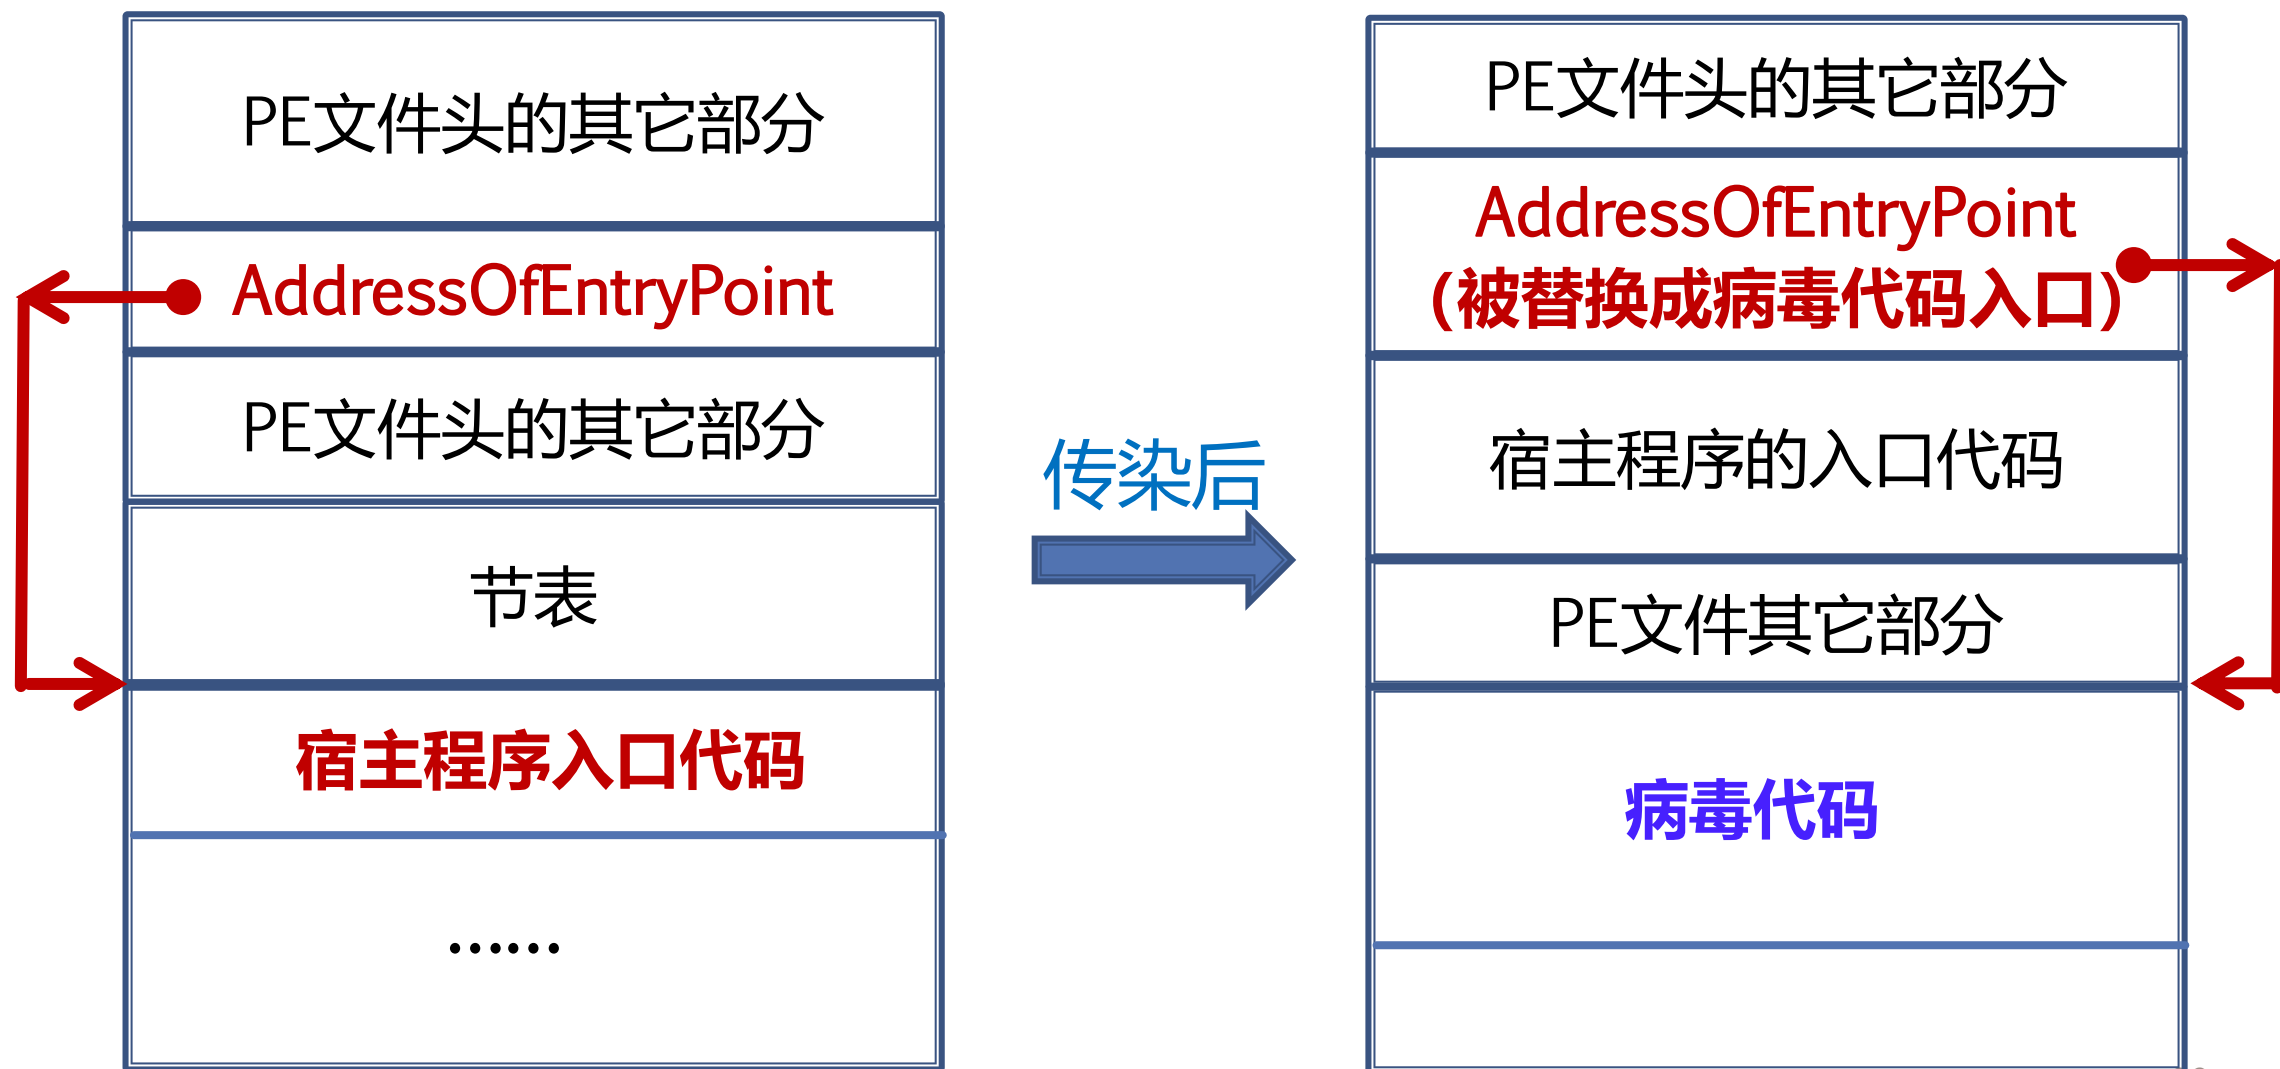 PE文件头的其它部分
AddressOfEntryPoint
PE文件头的其它部分
节表
宿主程序入口代码
.......
传染后
PE文件头的其它部分
AddressOfEntryPoint
(被替换成病毒代码入口)
宿主程序的入口代码
PE文件其它部分
病毒代码